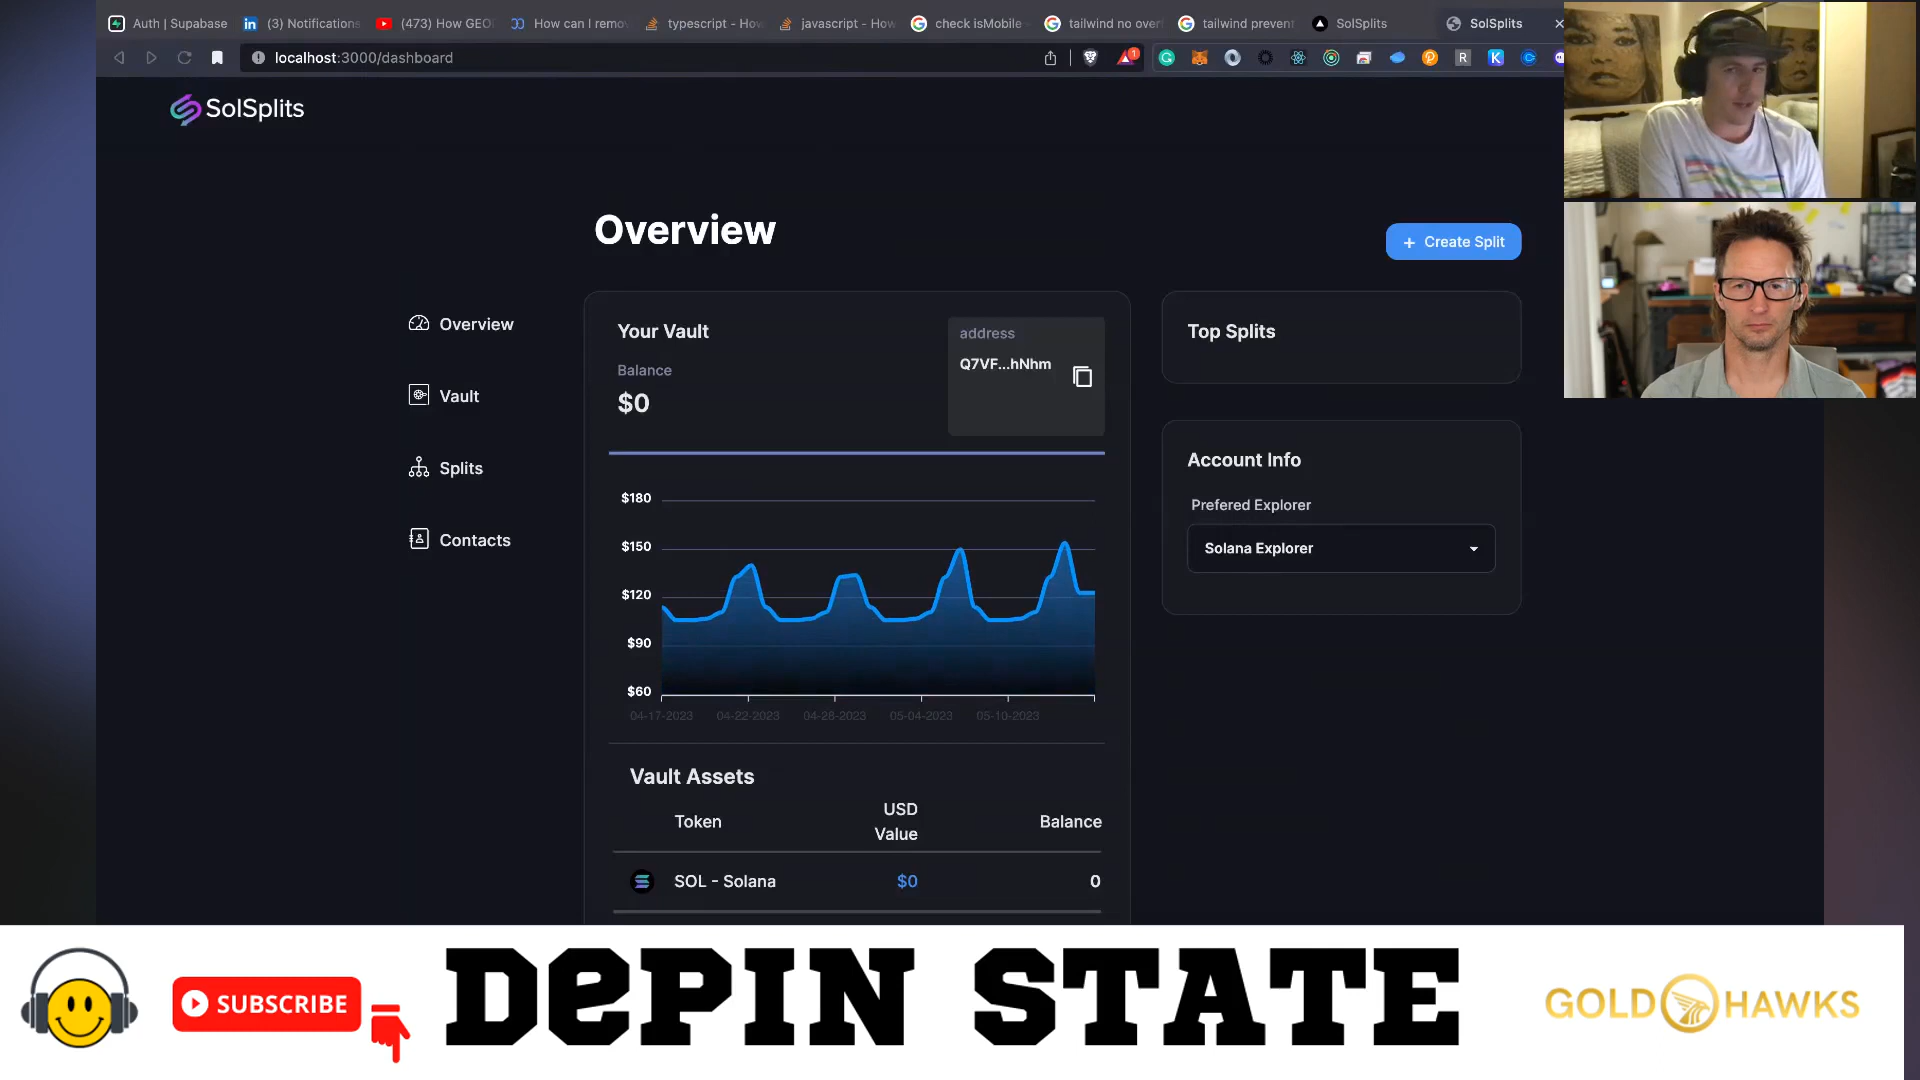 Auth | Supabase
(3) Notifications
(473) How GEO
How can I remo
typescript - How
javascript - How
check isMobile
tailwind no over
tailwind prevent
SolSplits
SolSplits
localhost:3000/dashboard
1
R
K
SolSplits
Overview
+ Create Split
Overview
Vault
Splits
Contacts
Your Vault
Balance
$0
address
Q7VF...hNhm
$180
$150
$120
$90
$60
04-17-2023
04-22-2023
04-28-2023
05-04-2023
05-10-2023
Vault Assets
Token
USD
Value
Balance
SOL - Solana
$0
0
Top Splits
Account Info
Prefered Explorer
Solana Explorer
SUBSCRIBE
DePIN STATE
GOLD HAWKS